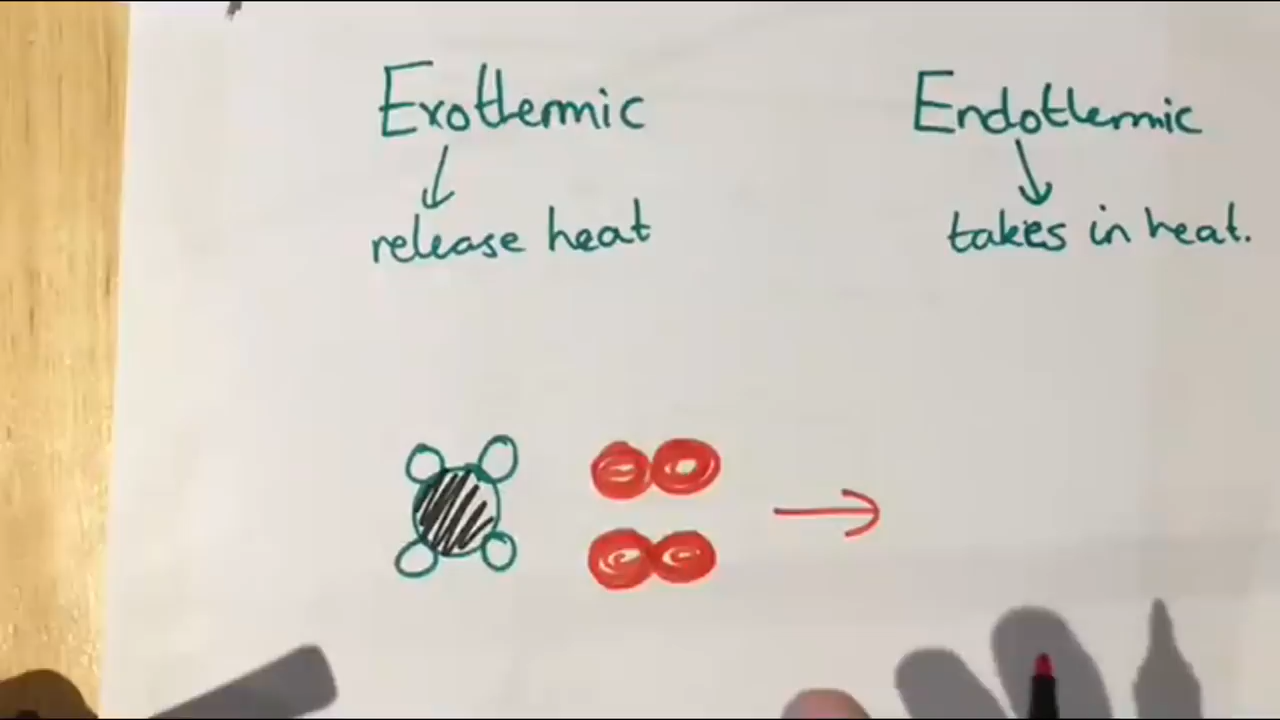 Exothermic
Endothermic
release heat
takes in heat.